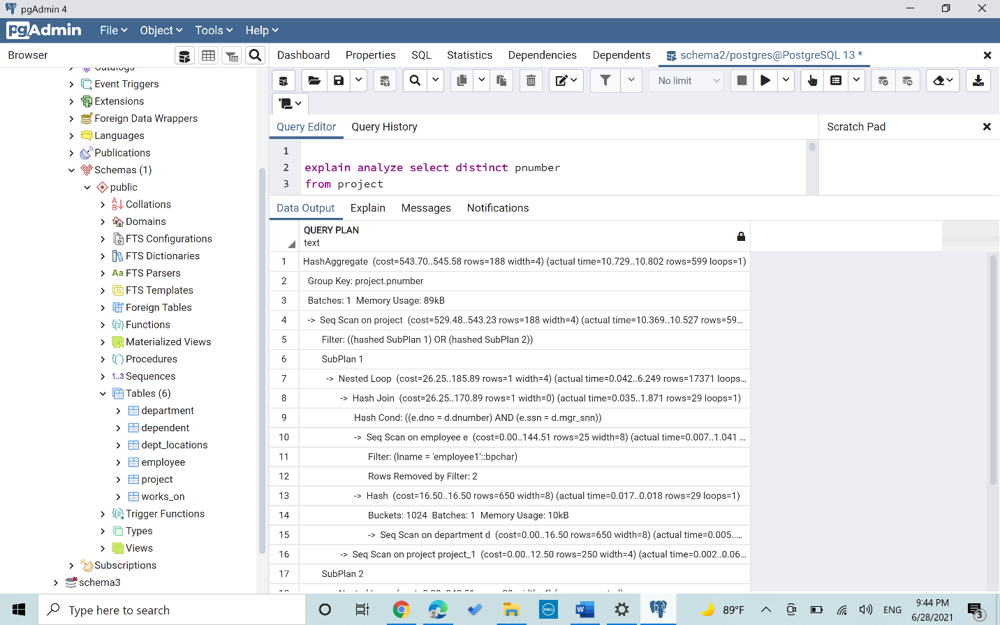 pgAdmin 4
pgAdmin File Object Tools Help
Browser
Dashboard Properties SQL Statistics Dependencies Dependents schema2/postgres@PostgreSQL 13 *
Catalogs
Event Triggers
Extensions
Foreign Data Wrappers
Languages
Publications
Schemas (1)
public
Collations
Domains
FTS Configurations
FTS Dictionaries
Aa FTS Parsers
FTS Templates
Foreign Tables
Functions
Materialized Views
Procedures
1..3 Sequences
Tables (6)
department
dependent
dept_locations
employee
project
works_on
Trigger Functions
Types
Views
Subscriptions
schema3
No limit
Query Editor Query History
Scratch Pad
1
2 explain analyze select distinct pnumber
3 from project
Data Output Explain Messages Notifications
QUERY PLAN
text
1 HashAggregate (cost=543.70..545.58 rows=188 width=4) (actual time=10.729..10.802 rows=599 loops=1)
2 Group Key: project.pnumber
3 Batches: 1 Memory Usage: 89kB
4 -> Seq Scan on project (cost=529.48..543.23 rows=188 width=4) (actual time=10.369..10.527 rows=59...
5 Filter: ((hashed SubPlan 1) OR (hashed SubPlan 2))
6 SubPlan 1
7 -> Nested Loop (cost=26.25..185.89 rows=1 width=4) (actual time=0.042..6.249 rows=17371 loops...
8 -> Hash Join (cost=26.25..170.89 rows=1 width=0) (actual time=0.035..1.871 rows=29 loops=1)
9 Hash Cond: ((e.dno = d.dnumber) AND (e.ssn = d.mgr_snn))
10 -> Seq Scan on employee e (cost=0.00..144.51 rows=25 width=8) (actual time=0.007..1.041 ...
11 Filter: (lname = 'employee1'::bpchar)
12 Rows Removed by Filter: 2
13 -> Hash (cost=16.50..16.50 rows=650 width=8) (actual time=0.017..0.018 rows=29 loops=1)
14 Buckets: 1024 Batches: 1 Memory Usage: 10kB
15 -> Seq Scan on department d (cost=0.00..16.50 rows=650 width=8) (actual time=0.005.....
16 -> Seq Scan on project project_1 (cost=0.00..12.50 rows=250 width=4) (actual time=0.002..0.06...
17 SubPlan 2
Type here to search
DELL
W
89°F
ENG
9:44 PM
6/28/2021
3